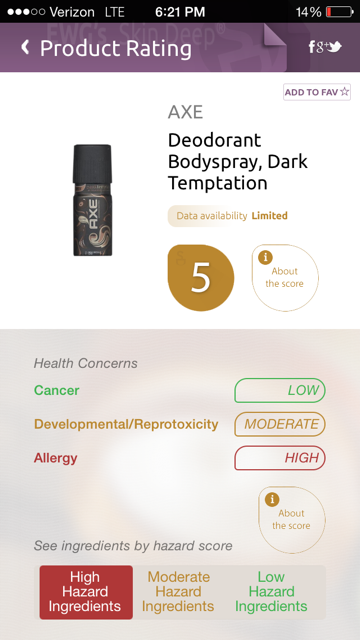 Verizon LTE 6:21 PM 14%
EWG's Skin Deep®
Product Rating
f g+
ADD TO FAV
AXE
Deodorant
Bodyspray, Dark
Temptation
AXE
Data availability Limited
5
i
About
the score
Health Concerns
Cancer LOW
Developmental/Reprotoxicity MODERATE
Allergy HIGH
i
About
the score
See ingredients by hazard score
High
Hazard
Ingredients
Moderate
Hazard
Ingredients
Low
Hazard
Ingredients